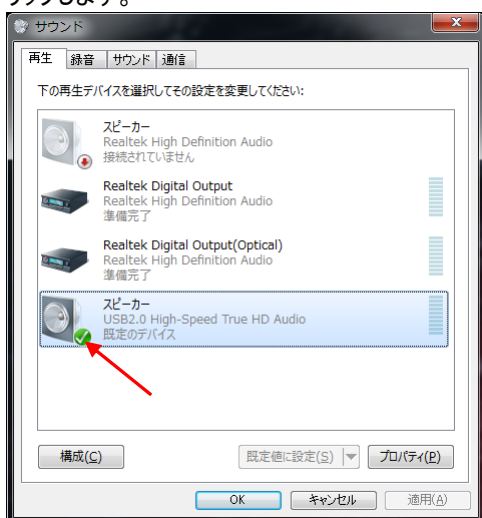 サウンド
再生 録音 サウンド 通信
下の再生デバイスを選択してその設定を変更してください:
スピーカー
Realtek High Definition Audio
接続されていません
Realtek Digital Output
Realtek High Definition Audio
準備完了
Realtek Digital Output(Optical)
Realtek High Definition Audio
準備完了
スピーカー
USB2.0 High-Speed True HD Audio
既定のデバイス
構成(C) 既定値に設定(S) プロパティ(P)
OK キャンセル 適用(A)